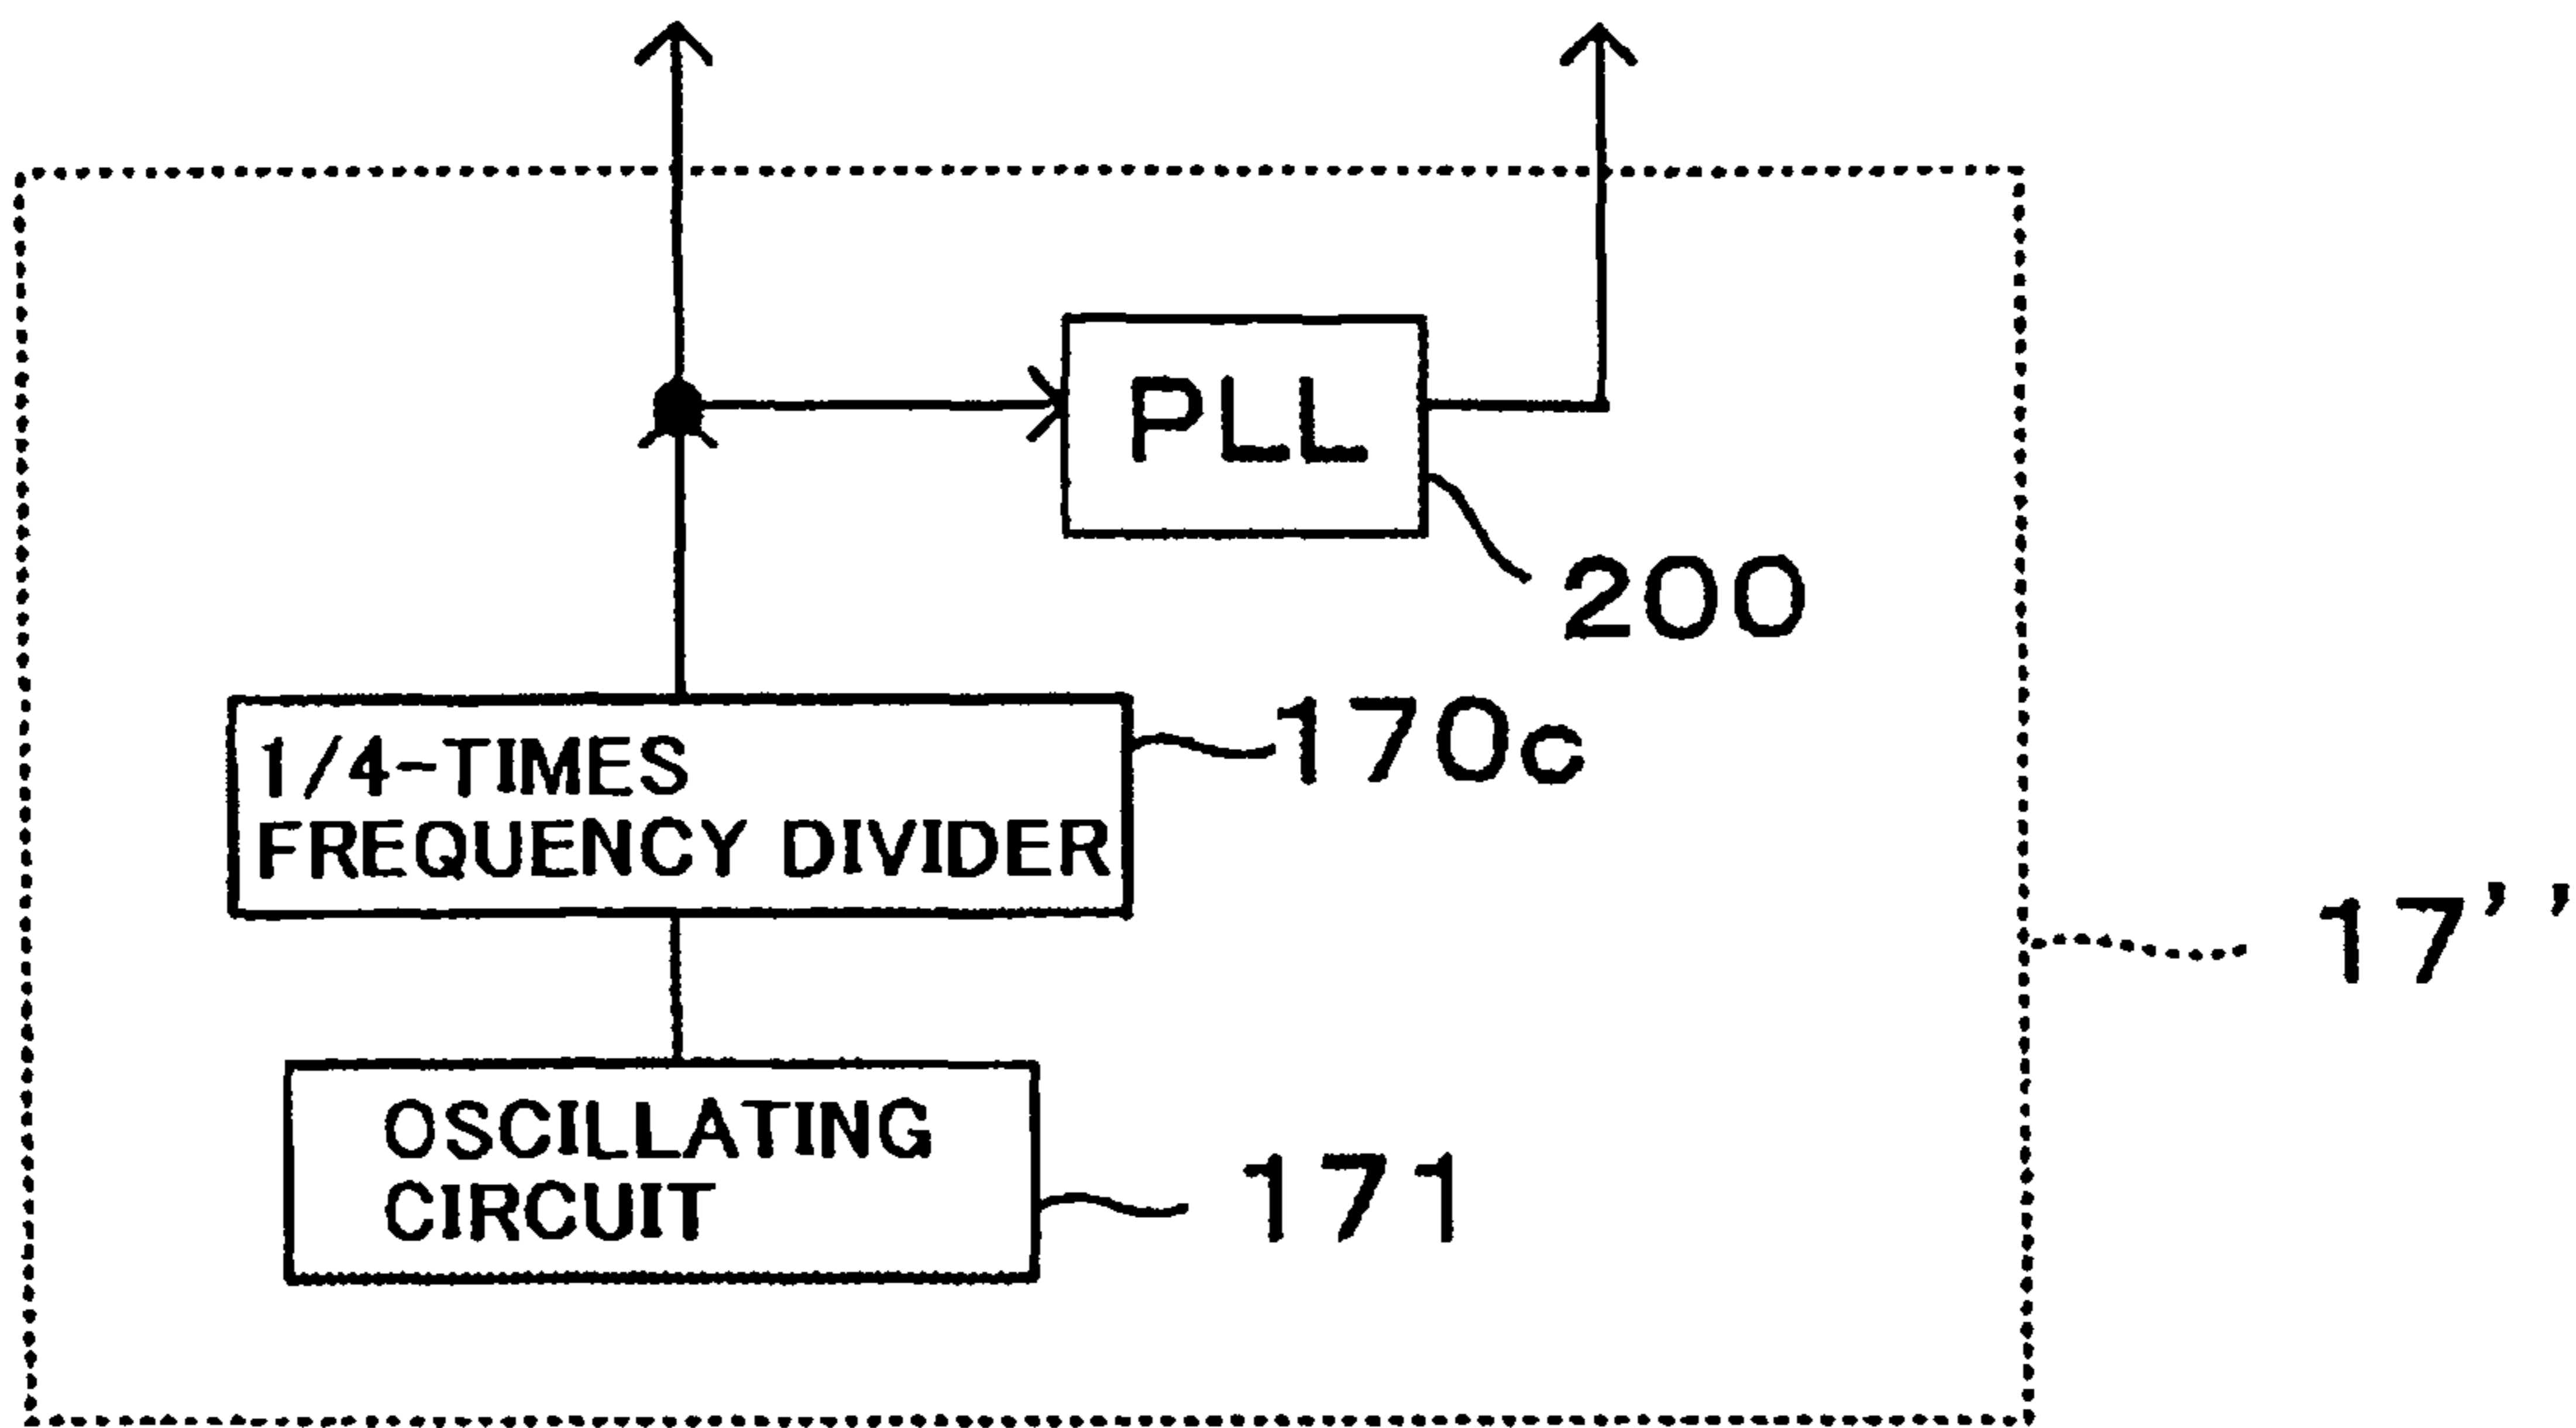 PLL
200
170c
1/4-TIMES
FREQUENCY DIVIDER
17''
OSCILLATING
CIRCUIT
171